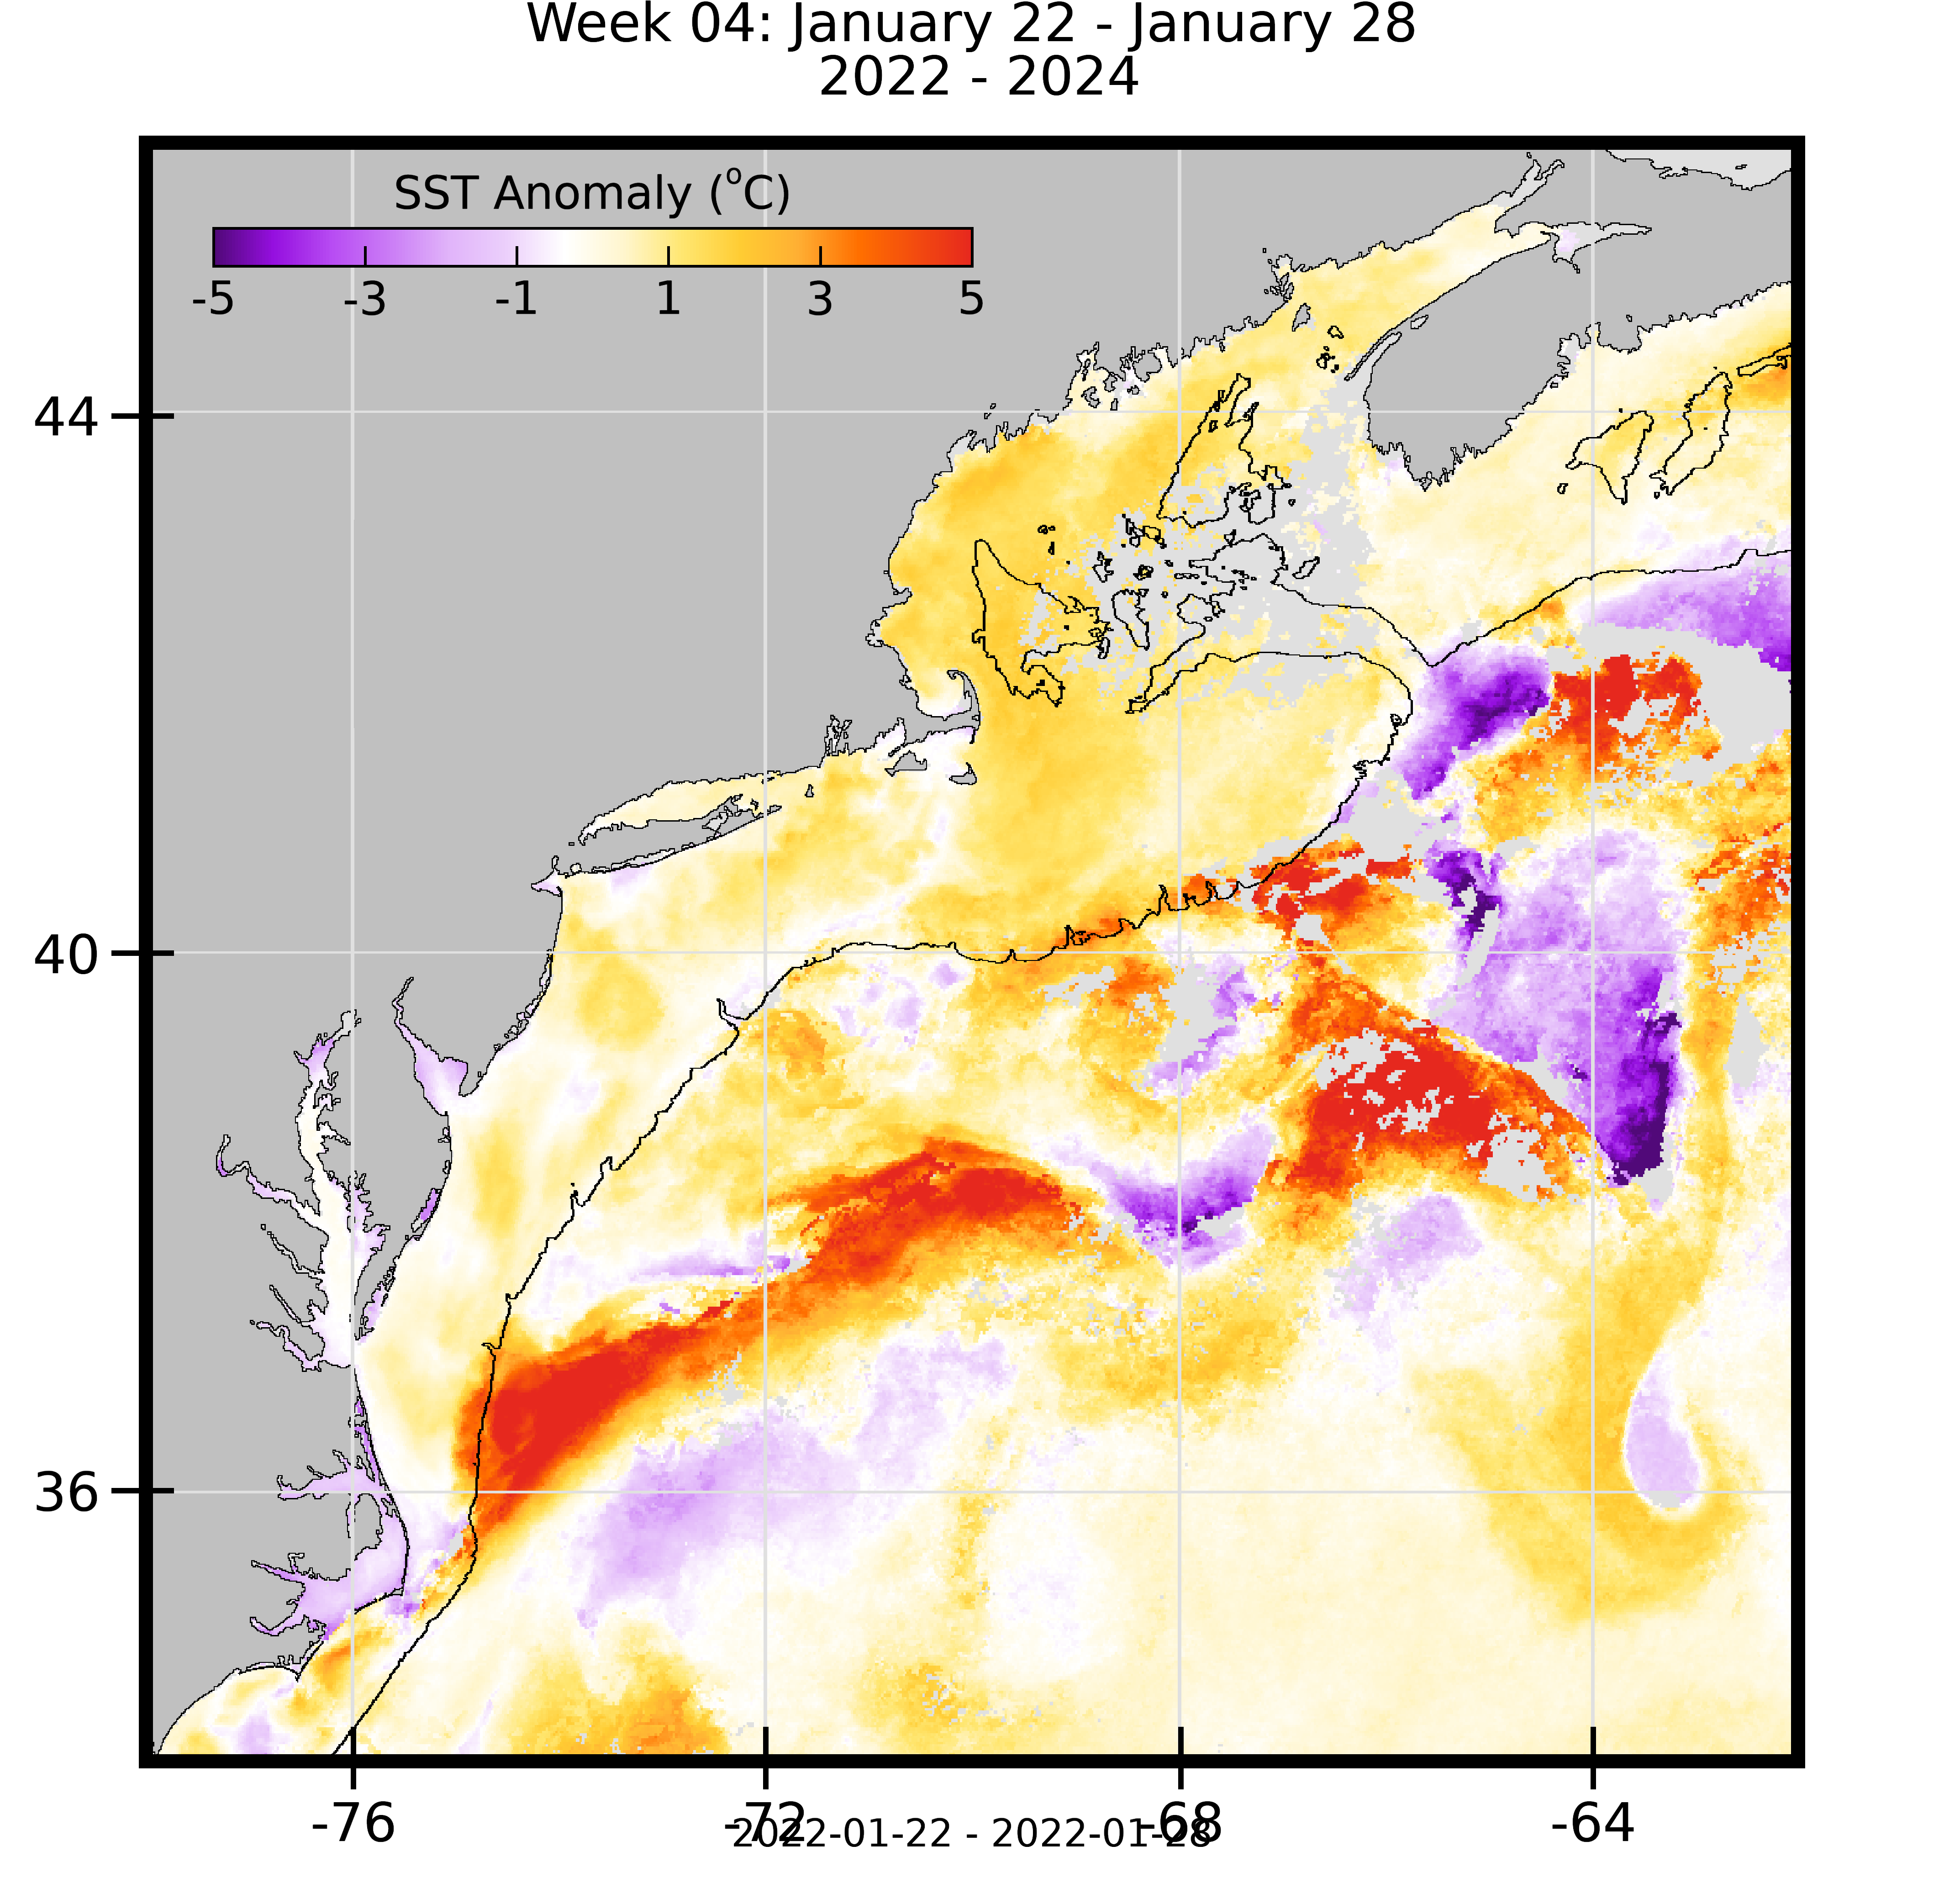 Week 04: January 22 - January 28
2022 - 2024
SST Anomaly (°C)
-5 -3 -1 1 3 5
44
40
36
-76 -72 -68 -64
2022-01-22 - 2022-01-28